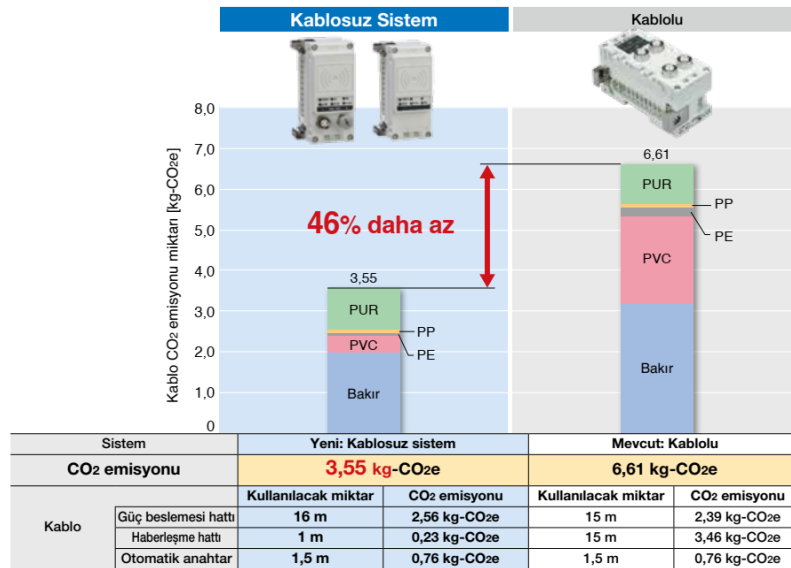 Kablosuz Sistem
Kablolu
Kablo CO2 emisyonu miktarı [kg-CO2e]
8,0
7,0
6,0
5,0
4,0
3,0
2,0
1,0
0
46% daha az
3,55
PUR
PP
PVC
PE
Bakır
6,61
PUR
PP
PE
PVC
Bakır
Sistem Yeni: Kablosuz sistem Mevcut: Kablolu
CO2 emisyonu 3,55 kg-CO2e 6,61 kg-CO2e
Kablo
Kullanılacak miktar CO2 emisyonu Kullanılacak miktar CO2 emisyonu
Güç beslemesi hattı 16 m 2,56 kg-CO2e 15 m 2,39 kg-CO2e
Haberleşme hattı 1 m 0,23 kg-CO2e 15 m 3,46 kg-CO2e
Otomatik anahtar 1,5 m 0,76 kg-CO2e 1,5 m 0,76 kg-CO2e